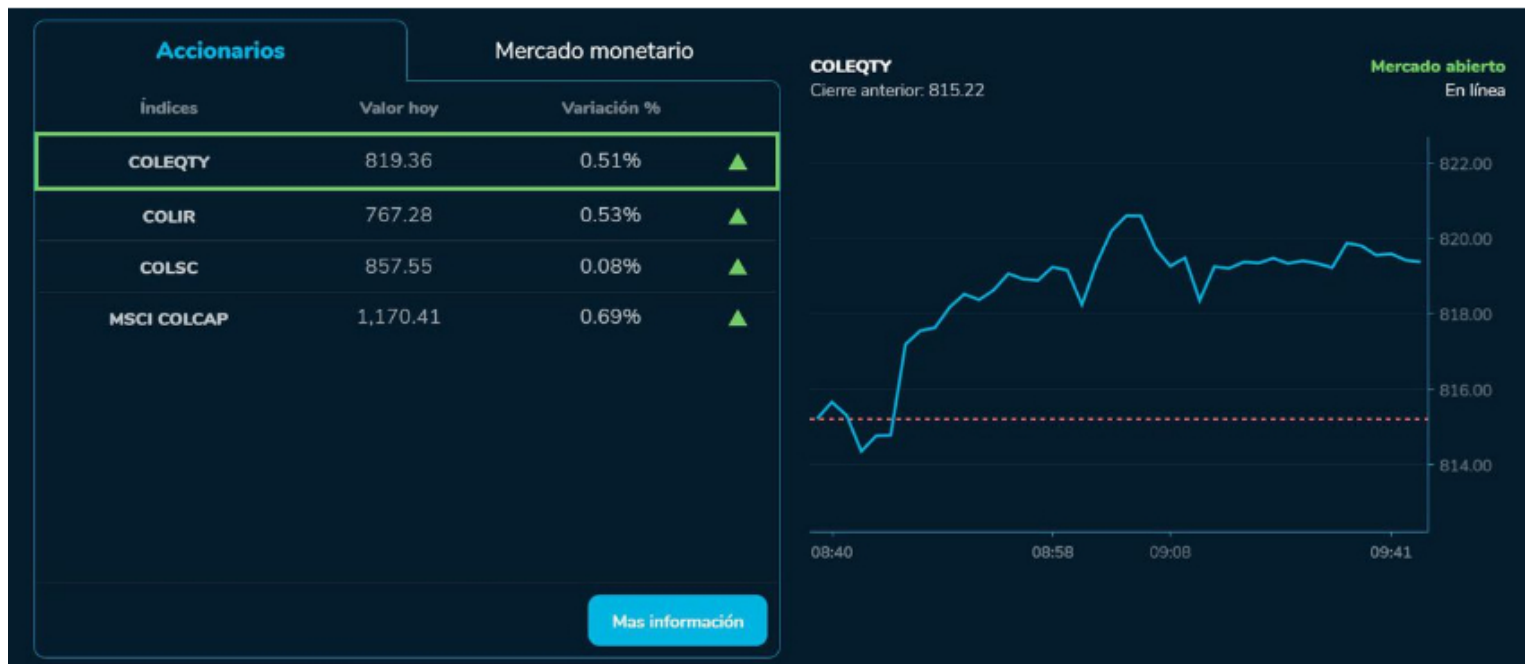 Accionarios Mercado monetario
Índices Valor hoy Variación %
COLEQTY 819.36 0.51%
COLIR 767.28 0.53%
COLSC 857.55 0.08%
MSCI COLCAP 1,170.41 0.69%
Mas información
COLEQTY Mercado abierto
Cierre anterior: 815.22 En línea
822.00
820.00
818.00
816.00
814.00
08:40 08:58 09:08 09:41